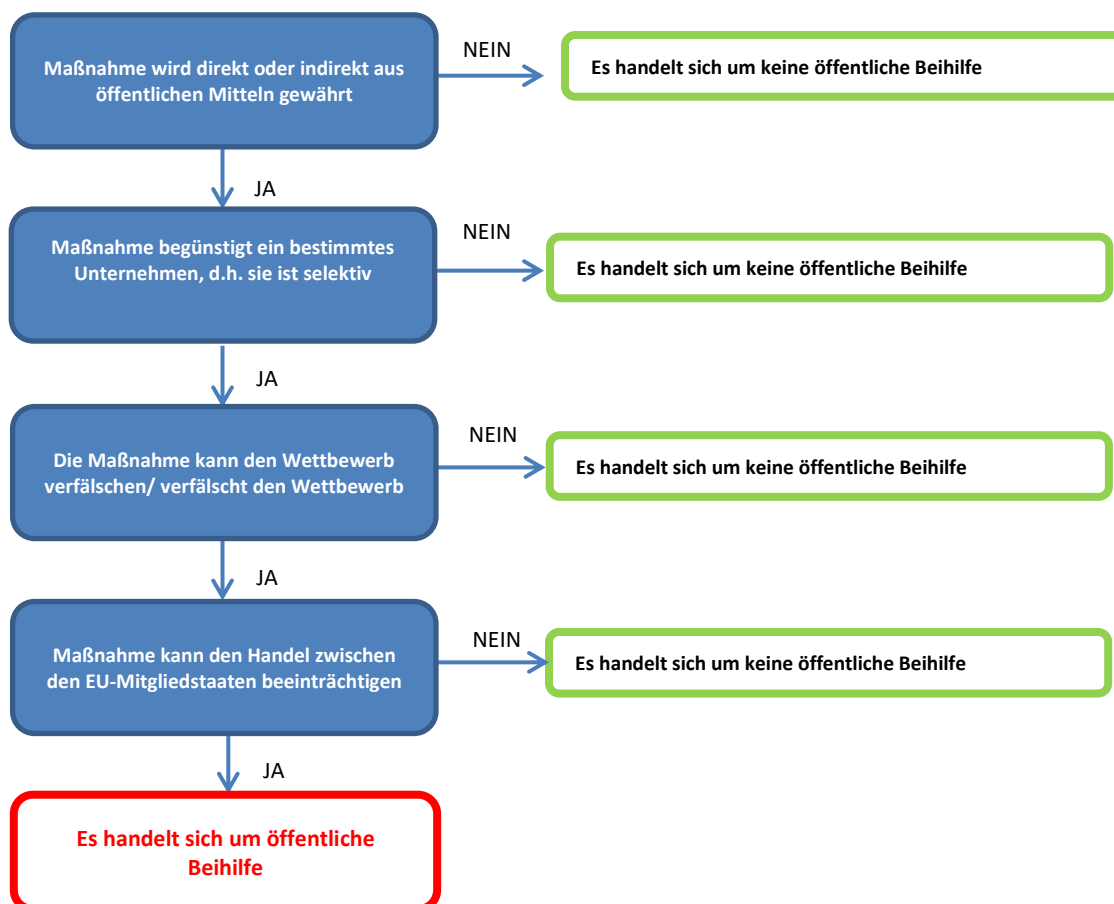 Maßnahme wird direkt oder indirekt aus
öffentlichen Mitteln gewährt
NEIN
Es handelt sich um keine öffentliche Beihilfe
JA
Maßnahme begünstigt ein bestimmtes
Unternehmen, d.h. sie ist selektiv
NEIN
Es handelt sich um keine öffentliche Beihilfe
JA
Die Maßnahme kann den Wettbewerb
verfälschen/ verfälscht den Wettbewerb
NEIN
Es handelt sich um keine öffentliche Beihilfe
JA
Maßnahme kann den Handel zwischen
den EU-Mitgliedstaaten beeinträchtigen
NEIN
Es handelt sich um keine öffentliche Beihilfe
JA
Es handelt sich um öffentliche
Beihilfe